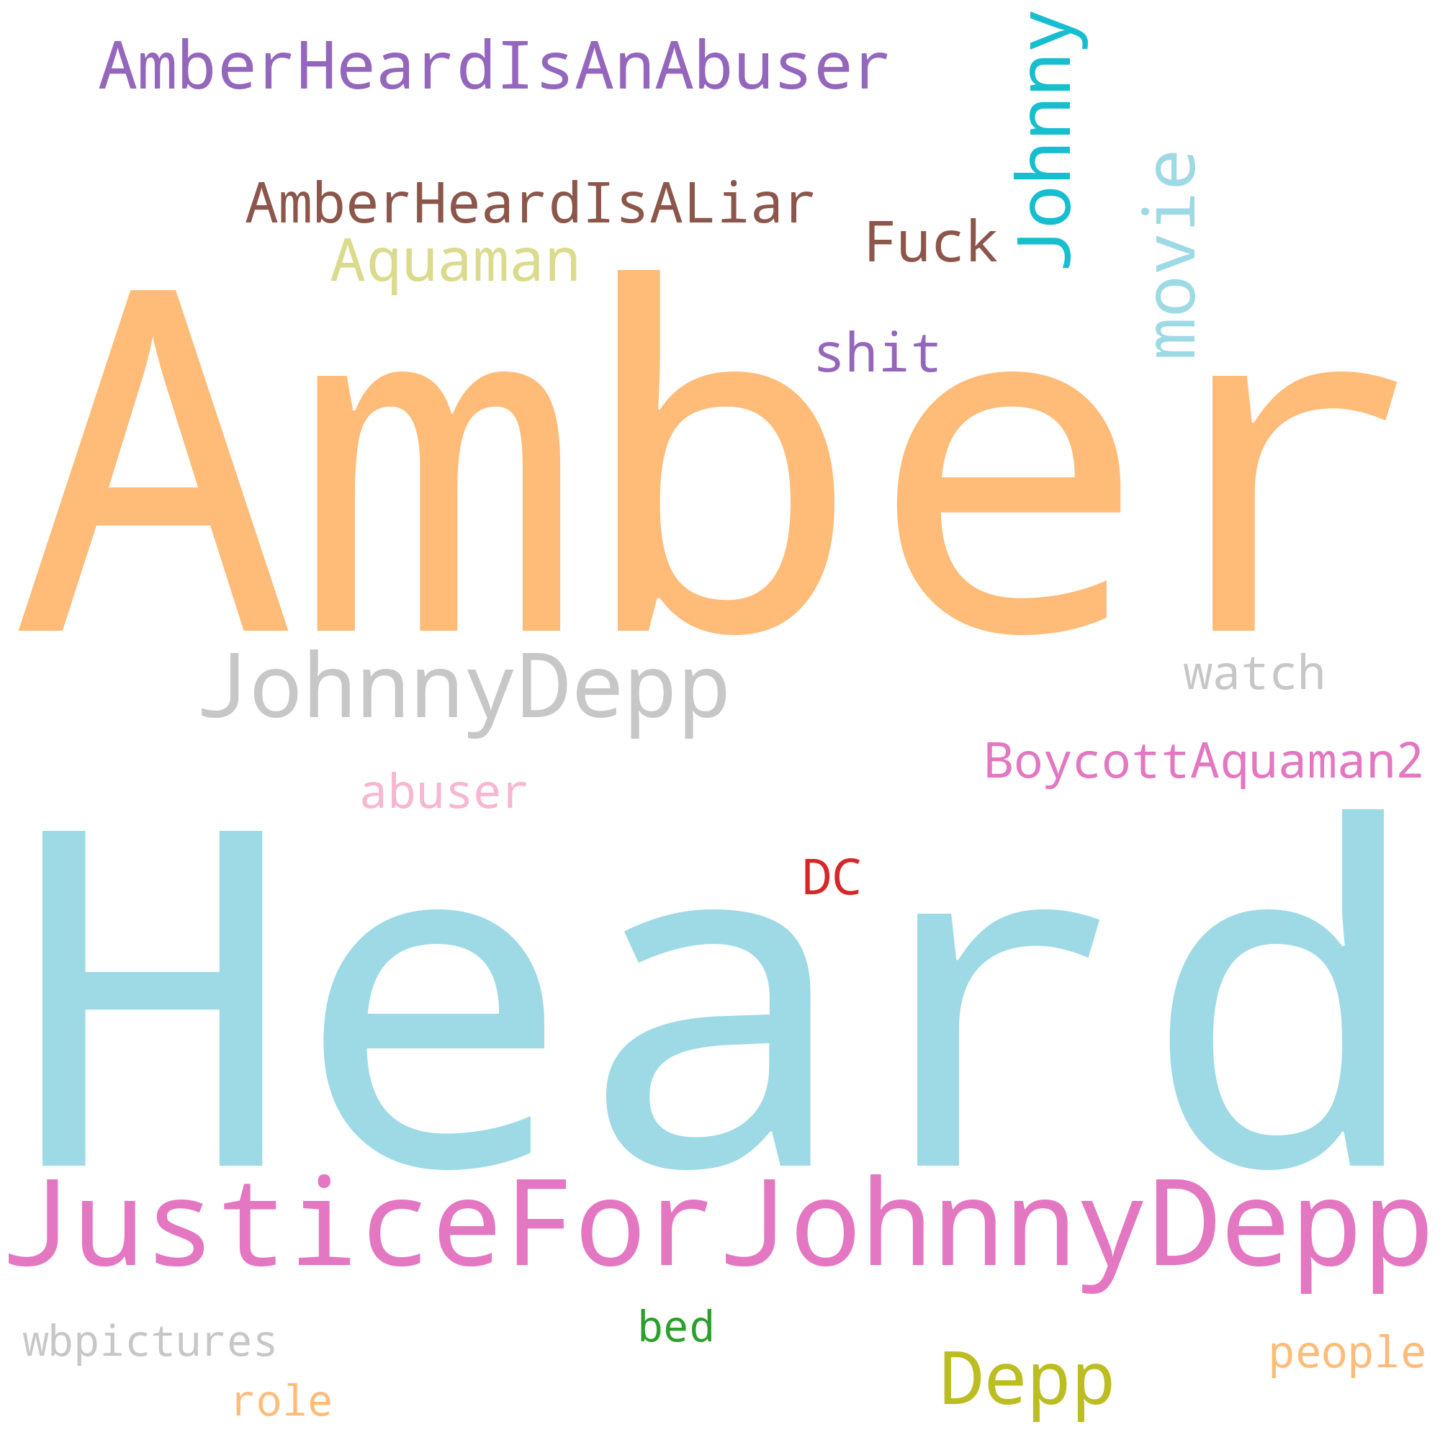 AmberHeardIsAnAbuser
Johnny
movie
AmberHeardIsALiar
Fuck
Aquaman
shit
Amber
JohnnyDepp
watch
BoycottAquaman2
abuser
DC
Heard
JusticeForJohnnyDepp
bed
wbpictures
people
Depp
role